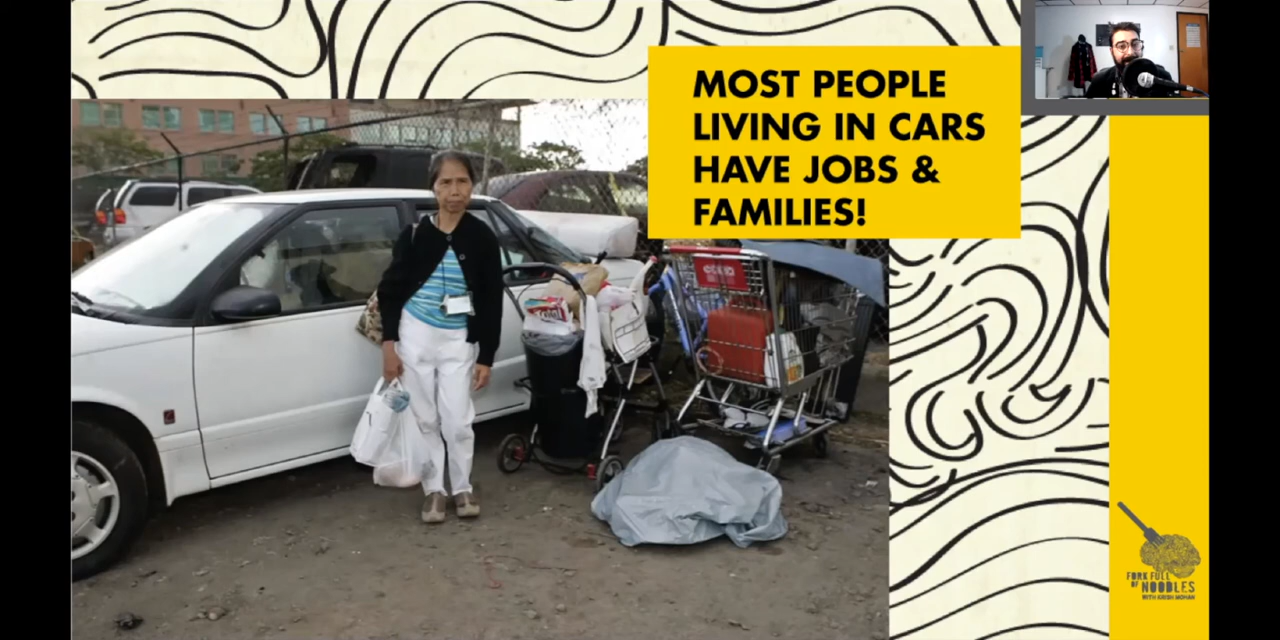 MOST PEOPLE
LIVING IN CARS
HAVE JOBS &
FAMILIES!
FORK FULL
OF NOODLES
WITH KRISH MOHAN